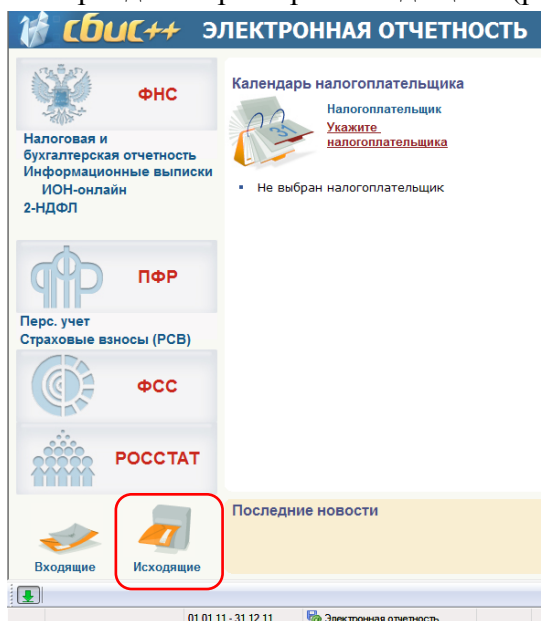 сбис++ ЭЛЕКТРОННАЯ ОТЧЕТНОСТЬ
ФНС
Налоговая и
бухгалтерская отчетность
Информационные выписки
ИОН-онлайн
2-НДФЛ
ПФР
Перс. учет
Страховые взносы (РСВ)
ФСС
РОССТАТ
Входящие
Исходящие
Календарь налогоплательщика
31
Налогоплательщик
Укажите
налогоплательщика
Не выбран налогоплательщик
Последние новости
01.01.11 - 31.12.11
Электронная отчетность